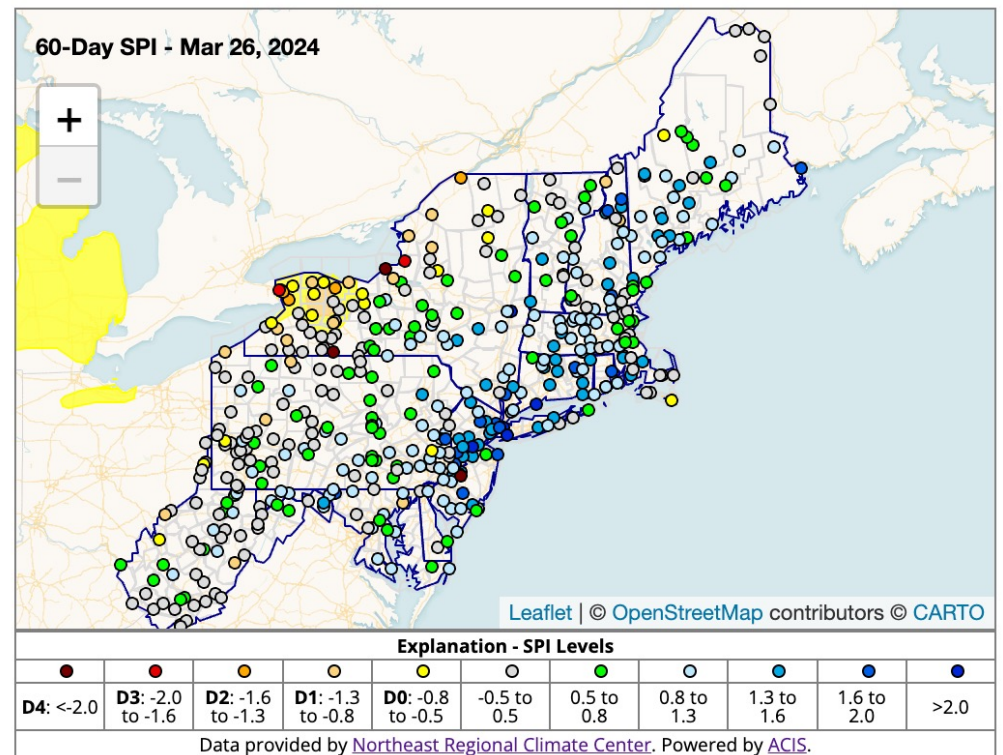 60-Day SPI - Mar 26, 2024
+
−
Leaflet | © OpenStreetMap contributors © CARTO
Explanation - SPI Levels
D4: <-2.0
D3: -2.0
to -1.6
D2: -1.6
to -1.3
D1: -1.3
to -0.8
D0: -0.8
to -0.5
-0.5 to
0.5
0.5 to
0.8
0.8 to
1.3
1.3 to
1.6
1.6 to
2.0
>2.0
Data provided by Northeast Regional Climate Center. Powered by ACIS.